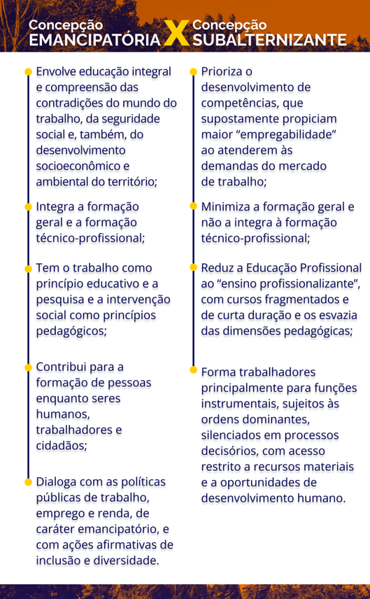 Concepção
EMANCIPATÓRIA
X
Concepção
SUBALTERNIZANTE
Envolve educação integral
e compreensão das
contradições do mundo do
trabalho, da seguridade
social e, também, do
desenvolvimento
socioeconômico e
ambiental do território;
Integra a formação
geral e a formação
técnico-profissional;
Tem o trabalho como
princípio educativo e a
pesquisa e a intervenção
social como princípios
pedagógicos;
Contribui para a
formação de pessoas
enquanto seres
humanos,
trabalhadores e
cidadãos;
Dialoga com as políticas
públicas de trabalho,
emprego e renda, de
caráter emancipatório, e
com ações afirmativas de
inclusão e diversidade.
Prioriza o
desenvolvimento de
competências, que
supostamente propiciam
maior “empregabilidade”
ao atenderem às
demandas do mercado
de trabalho;
Minimiza a formação geral e
não a integra à formação
técnico-profissional;
Reduz a Educação Profissional
ao “ensino profissionalizante”,
com cursos fragmentados e
de curta duração e os esvazia
das dimensões pedagógicas;
Forma trabalhadores
principalmente para funções
instrumentais, sujeitos às
ordens dominantes,
silenciados em processos
decisórios, com acesso
restrito a recursos materiais
e a oportunidades de
desenvolvimento humano.